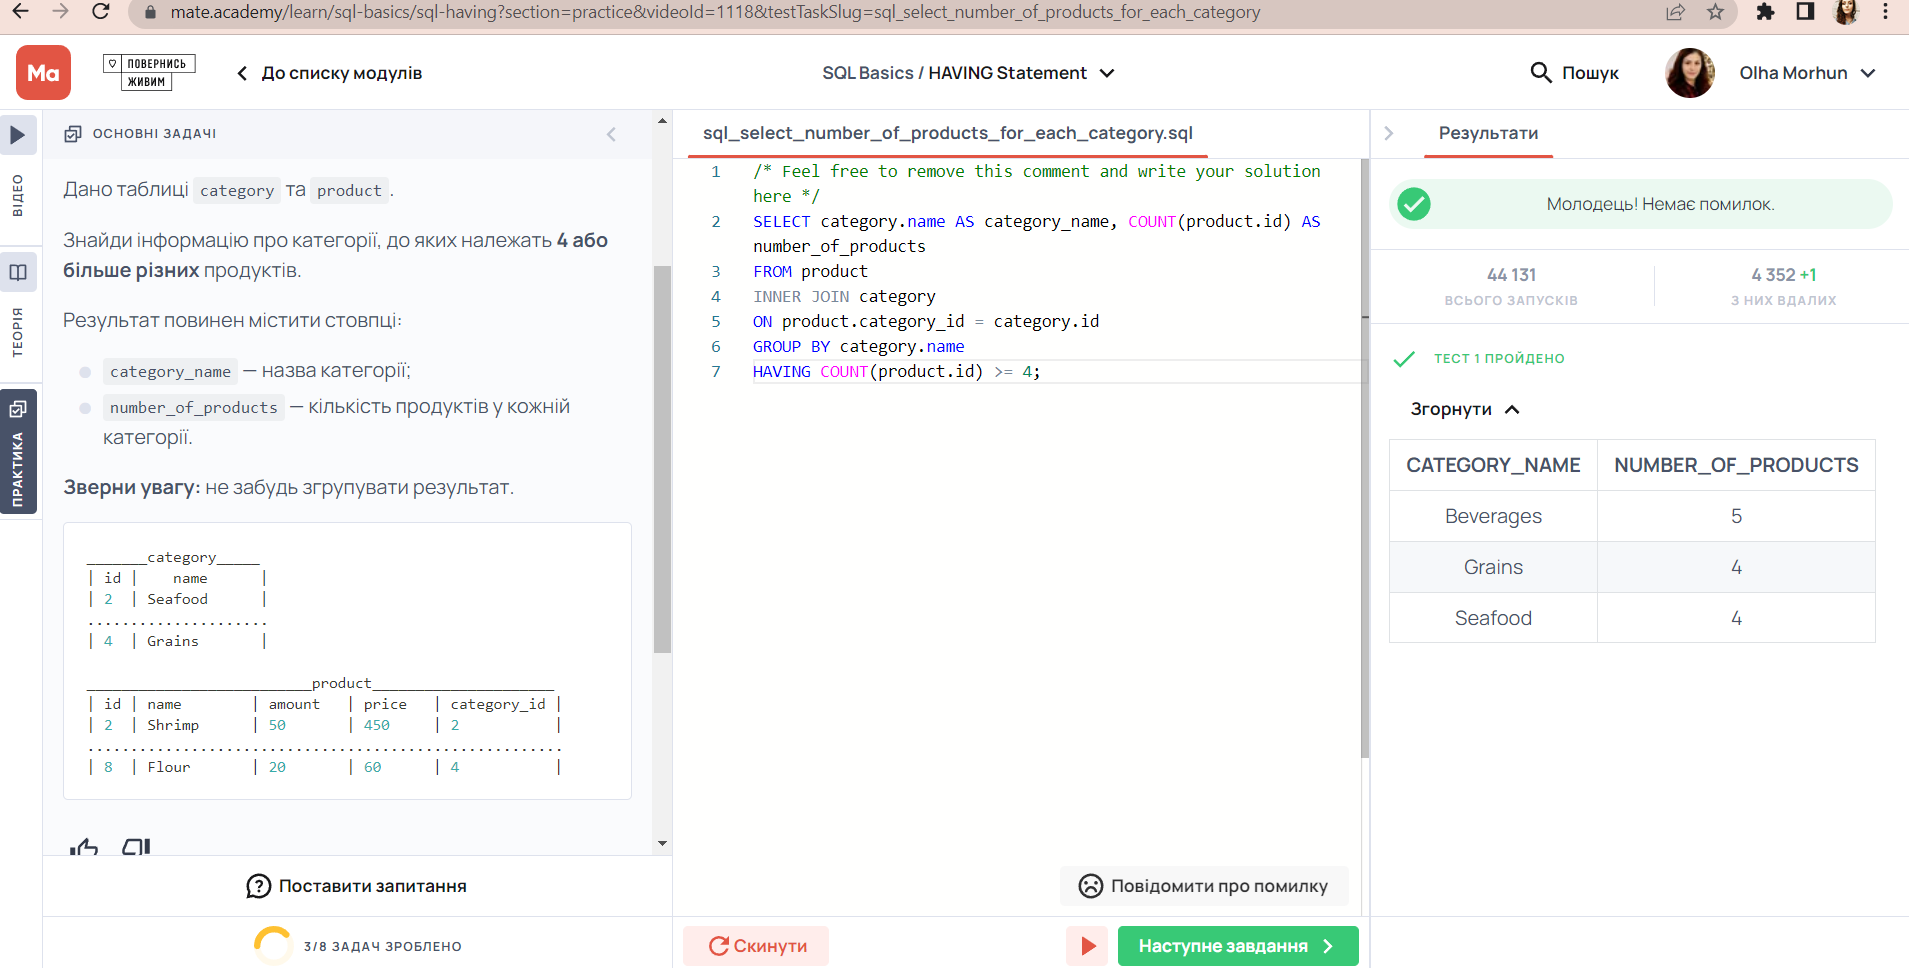 mate.academy/learn/sql-basics/sql-having?section=practice&videoId=1118&testTaskSlug=sql_select_number_of_products_for_each_category
Ma
ПОВЕРНИСЬ
ЖИВИМ
До списку модулів
SQL Basics / HAVING Statement
Пошук
Olha Morhun
ВІДЕО
ТЕОРІЯ
ПРАКТИКА
ОСНОВНІ ЗАДАЧІ
Дано таблиці category та product.
Знайди інформацію про категорії, до яких належать 4 або
більше різних продуктів.
Результат повинен містити стовпці:
category_name — назва категорії;
number_of_products — кількість продуктів у кожній
категорії.
Зверни увагу: не забудь згрупувати результат.
_______category_____
| id |    name      |
| 2  | Seafood      |
.....................
| 4  | Grains       |
__________________________product_____________________
| id | name        | amount   | price   | category_id |
| 2  | Shrimp      | 50       | 450     | 2           |
.......................................................
| 8  | Flour       | 20       | 60      | 4           |
Поставити запитання
3/8 ЗАДАЧ ЗРОБЛЕНО
sql_select_number_of_products_for_each_category.sql
1 /* Feel free to remove this comment and write your solution
here */
2 SELECT category.name AS category_name, COUNT(product.id) AS
number_of_products
3 FROM product
4 INNER JOIN category
5 ON product.category_id = category.id
6 GROUP BY category.name
7 HAVING COUNT(product.id) >= 4;
Повідомити про помилку
Скинути
Наступне завдання
Результати
Молодець! Немає помилок.
44 131
ВСЬОГО ЗАПУСКІВ
4 352 +1
З НИХ ВДАЛИХ
ТЕСТ 1 ПРОЙДЕНО
Згорнути
CATEGORY_NAME NUMBER_OF_PRODUCTS
Beverages 5
Grains 4
Seafood 4